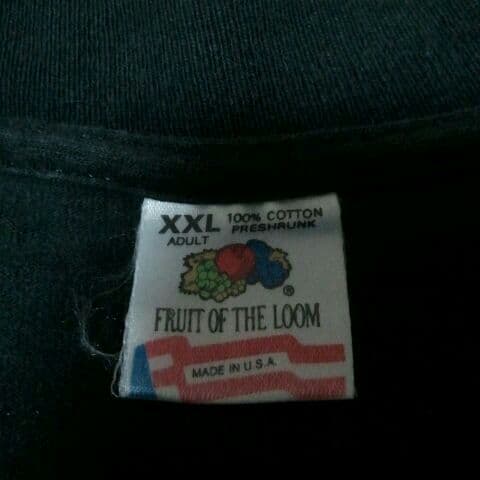 XXL 100% COTTON
ADULT PRESHRUNK
®
FRUIT OF THE LOOM
MADE IN U.S.A.